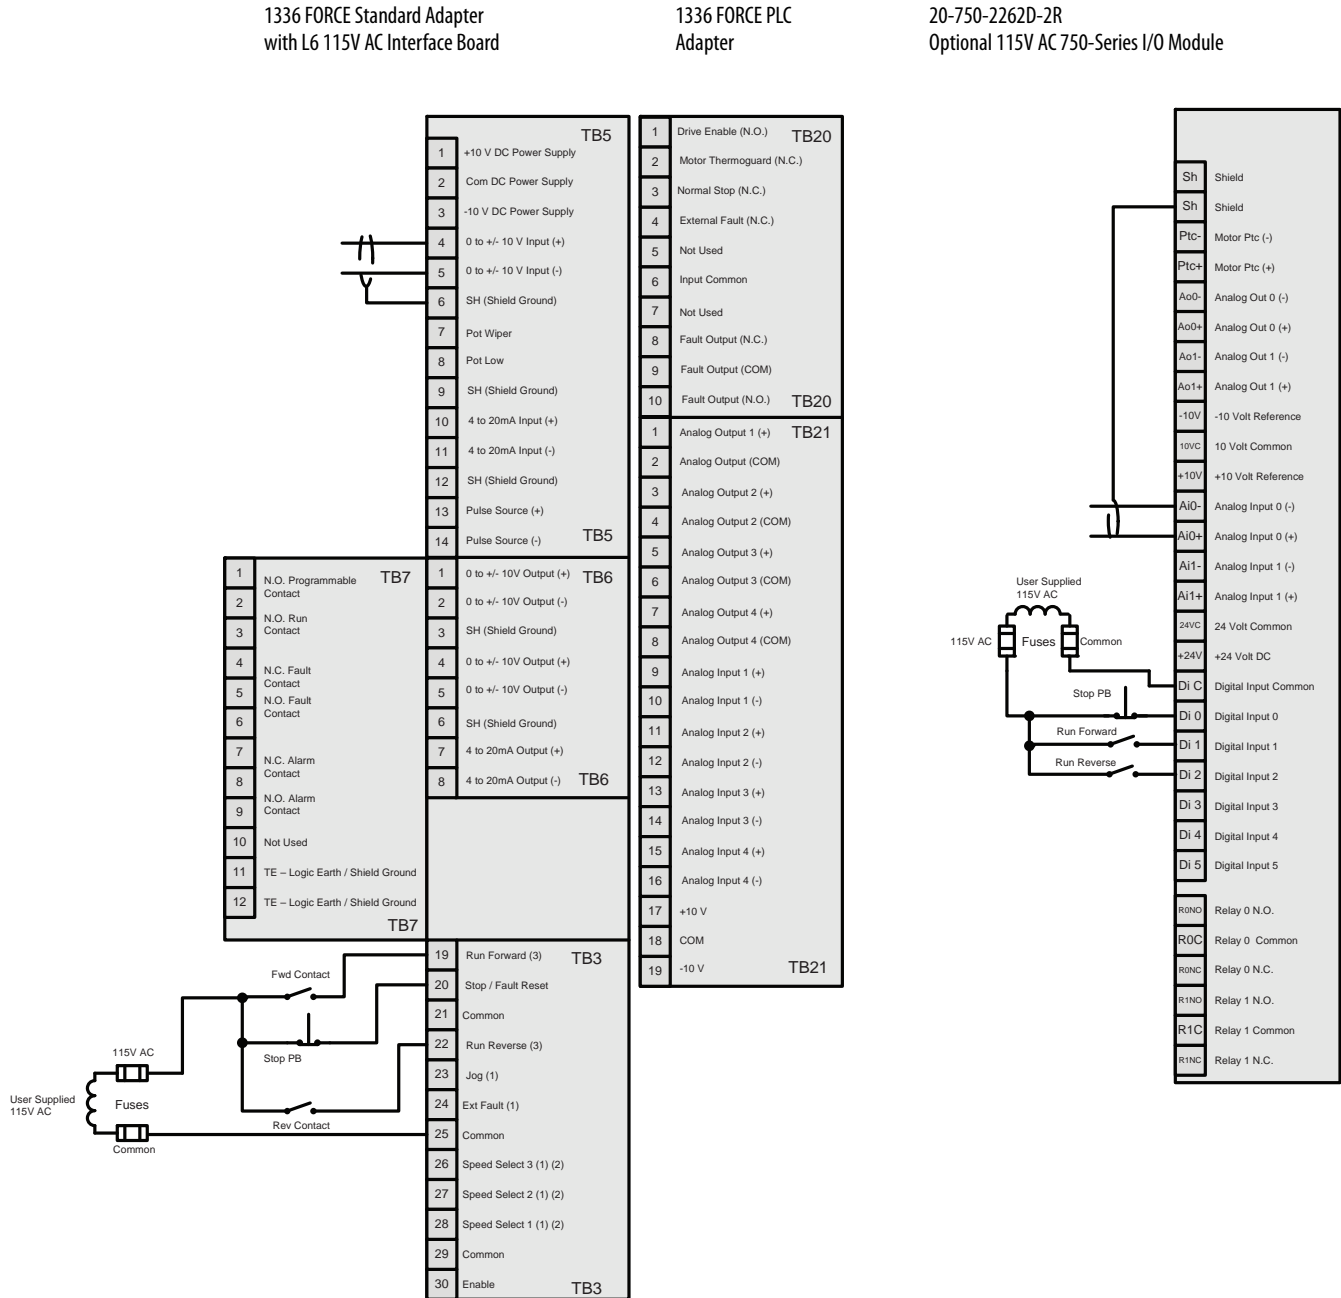 1336 FORCE Standard Adapter
with L6 115V AC Interface Board
1336 FORCE PLC
Adapter
20-750-2262D-2R
Optional 115V AC 750-Series I/O Module
TB5
1 +10 V DC Power Supply
2 Com DC Power Supply
3 -10 V DC Power Supply
4 0 to +/- 10 V Input (+)
5 0 to +/- 10 V Input (-)
6 SH (Shield Ground)
7 Pot Wiper
8 Pot Low
9 SH (Shield Ground)
10 4 to 20mA Input (+)
11 4 to 20mA Input (-)
12 SH (Shield Ground)
13 Pulse Source (+)
14 Pulse Source (-)
TB5
TB7
1
N.O. Programmable
Contact
2
N.O. Run
Contact
3
4
N.C. Fault
Contact
5
N.O. Fault
Contact
6
7
N.C. Alarm
Contact
8
N.O. Alarm
Contact
9
10 Not Used
11 TE – Logic Earth / Shield Ground
12 TE – Logic Earth / Shield Ground
TB7
1 0 to +/- 10V Output (+) TB6
2 0 to +/- 10V Output (-)
3 SH (Shield Ground)
4 0 to +/- 10V Output (+)
5 0 to +/- 10V Output (-)
6 SH (Shield Ground)
7 4 to 20mA Output (+)
8 4 to 20mA Output (-) TB6
19 Run Forward (3) TB3
20 Stop / Fault Reset
21 Common
22 Run Reverse (3)
23 Jog (1)
24 Ext Fault (1)
25 Common
26 Speed Select 3 (1) (2)
27 Speed Select 2 (1) (2)
28 Speed Select 1 (1) (2)
29 Common
30 Enable
TB3
Fwd Contact
Stop PB
Rev Contact
115V AC
User Supplied
115V AC
Fuses
Common
1 Drive Enable (N.O.) TB20
2 Motor Thermoguard (N.C.)
3 Normal Stop (N.C.)
4 External Fault (N.C.)
5 Not Used
6 Input Common
7 Not Used
8 Fault Output (N.C.)
9 Fault Output (COM)
10 Fault Output (N.O.) TB20
1 Analog Output 1 (+) TB21
2 Analog Output (COM)
3 Analog Output 2 (+)
4 Analog Output 2 (COM)
5 Analog Output 3 (+)
6 Analog Output 3 (COM)
7 Analog Output 4 (+)
8 Analog Output 4 (COM)
9 Analog Input 1 (+)
10 Analog Input 1 (-)
11 Analog Input 2 (+)
12 Analog Input 2 (-)
13 Analog Input 3 (+)
14 Analog Input 3 (-)
15 Analog Input 4 (+)
16 Analog Input 4 (-)
17 +10 V
18 COM
19 -10 V TB21
Sh Shield
Sh Shield
Ptc- Motor Ptc (-)
Ptc+ Motor Ptc (+)
Ao0- Analog Out 0 (-)
Ao0+ Analog Out 0 (+)
Ao1- Analog Out 1 (-)
Ao1+ Analog Out 1 (+)
-10V -10 Volt Reference
10VC 10 Volt Common
+10V +10 Volt Reference
Ai0- Analog Input 0 (-)
Ai0+ Analog Input 0 (+)
Ai1- Analog Input 1 (-)
Ai1+ Analog Input 1 (+)
24VC 24 Volt Common
+24V +24 Volt DC
Di C Digital Input Common
Di 0 Digital Input 0
Di 1 Digital Input 1
Di 2 Digital Input 2
Di 3 Digital Input 3
Di 4 Digital Input 4
Di 5 Digital Input 5
R0NO Relay 0 N.O.
R0C Relay 0 Common
R0NC Relay 0 N.C.
R1NO Relay 1 N.O.
R1C Relay 1 Common
R1NC Relay 1 N.C.
User Supplied
115V AC
115V AC
Fuses
Common
Stop PB
Run Forward
Run Reverse